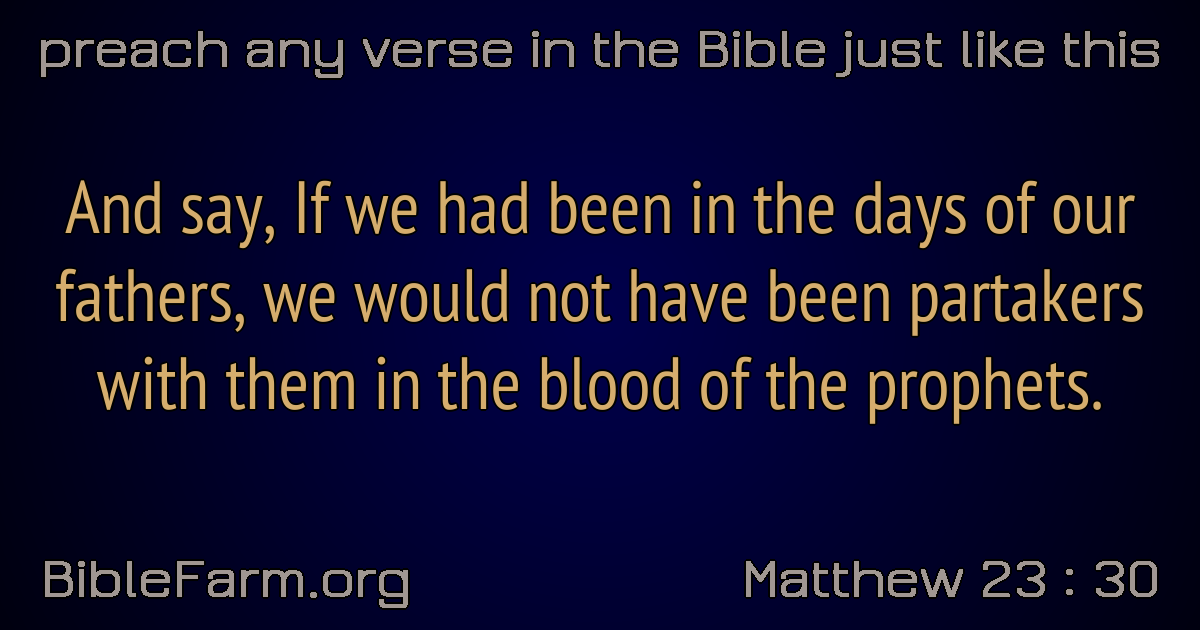 preach any verse in the Bible just like this
And say, If we had been in the days of our
fathers, we would not have been partakers
with them in the blood of the prophets.
BibleFarm.org
Matthew 23 : 30